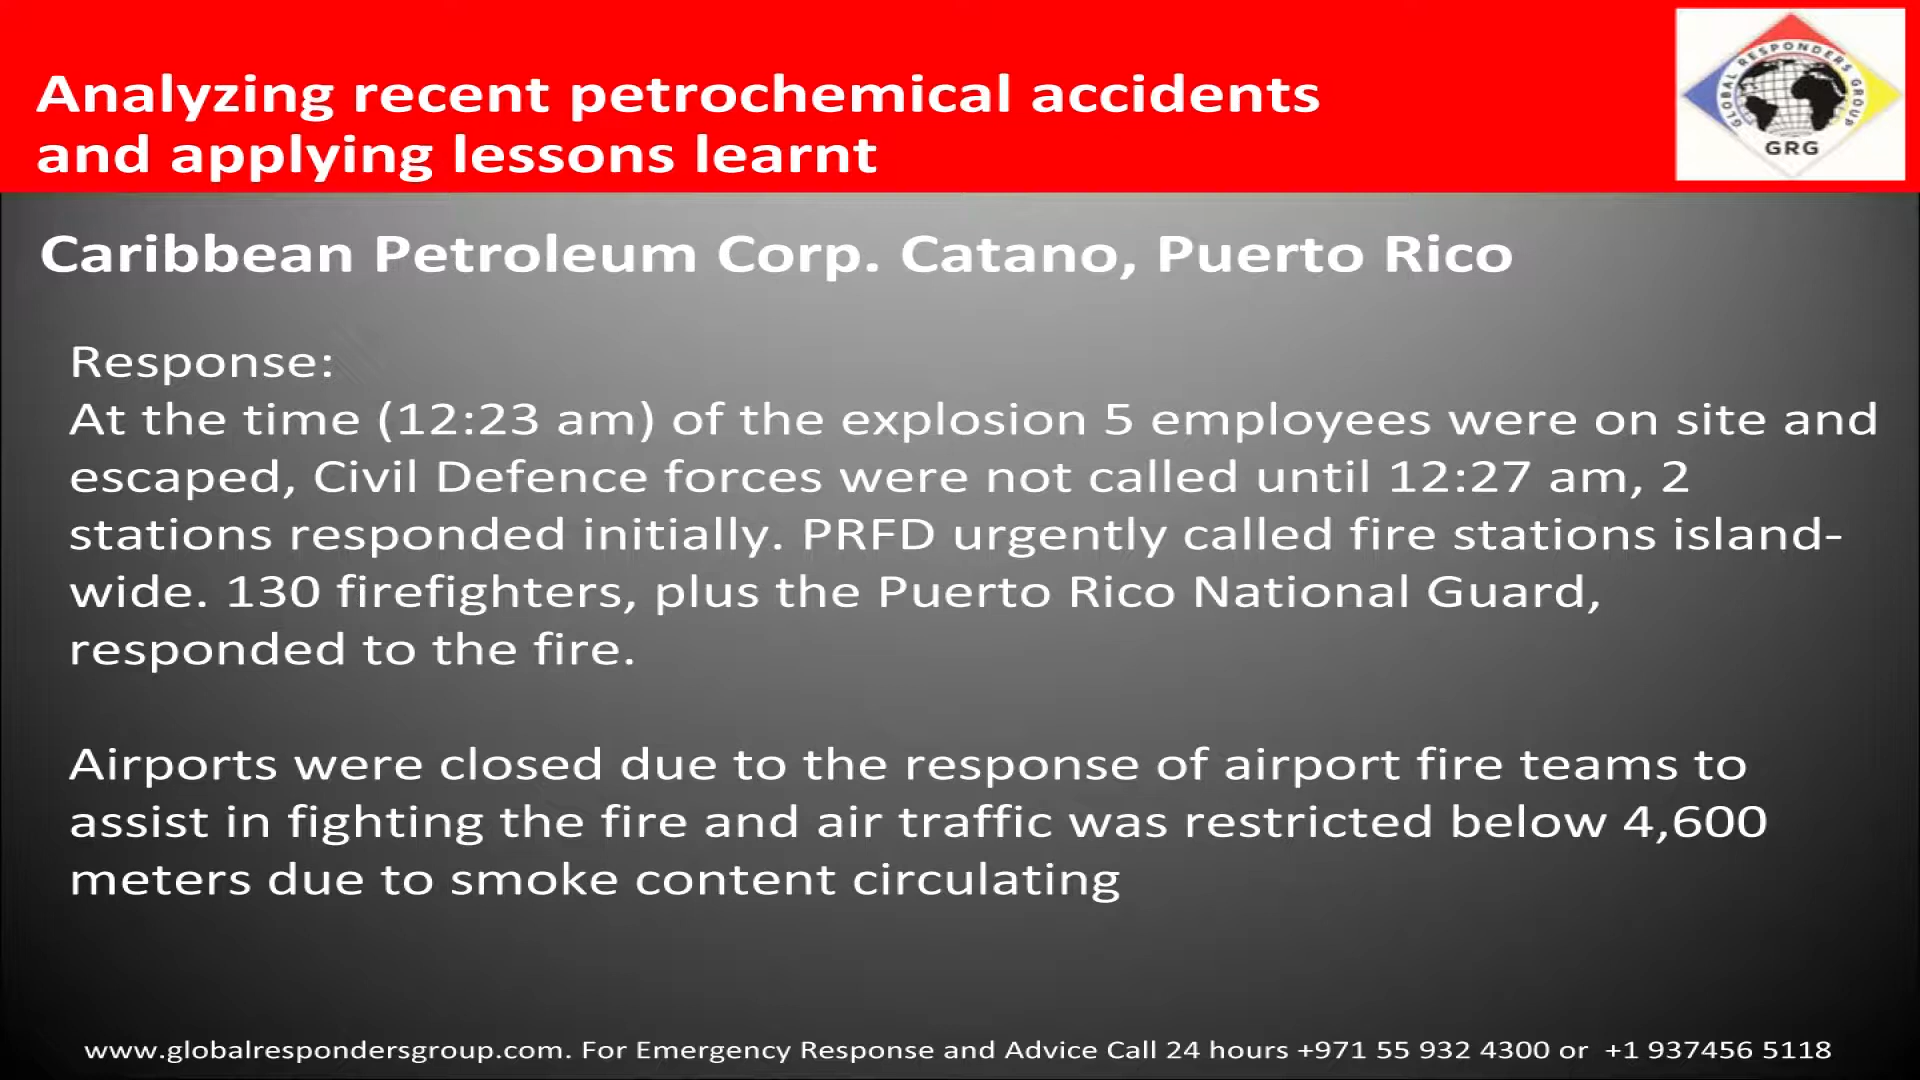 Analyzing recent petrochemical accidents
and applying lessons learnt
GLOBAL RESPONDERS GROUP
GRG
Caribbean Petroleum Corp. Catano, Puerto Rico
Response:
At the time (12:23 am) of the explosion 5 employees were on site and
escaped, Civil Defence forces were not called until 12:27 am, 2
stations responded initially. PRFD urgently called fire stations island-
wide. 130 firefighters, plus the Puerto Rico National Guard,
responded to the fire.
Airports were closed due to the response of airport fire teams to
assist in fighting the fire and air traffic was restricted below 4,600
meters due to smoke content circulating
www.globalrespondersgroup.com. For Emergency Response and Advice Call 24 hours +971 55 932 4300 or  +1 937456 5118